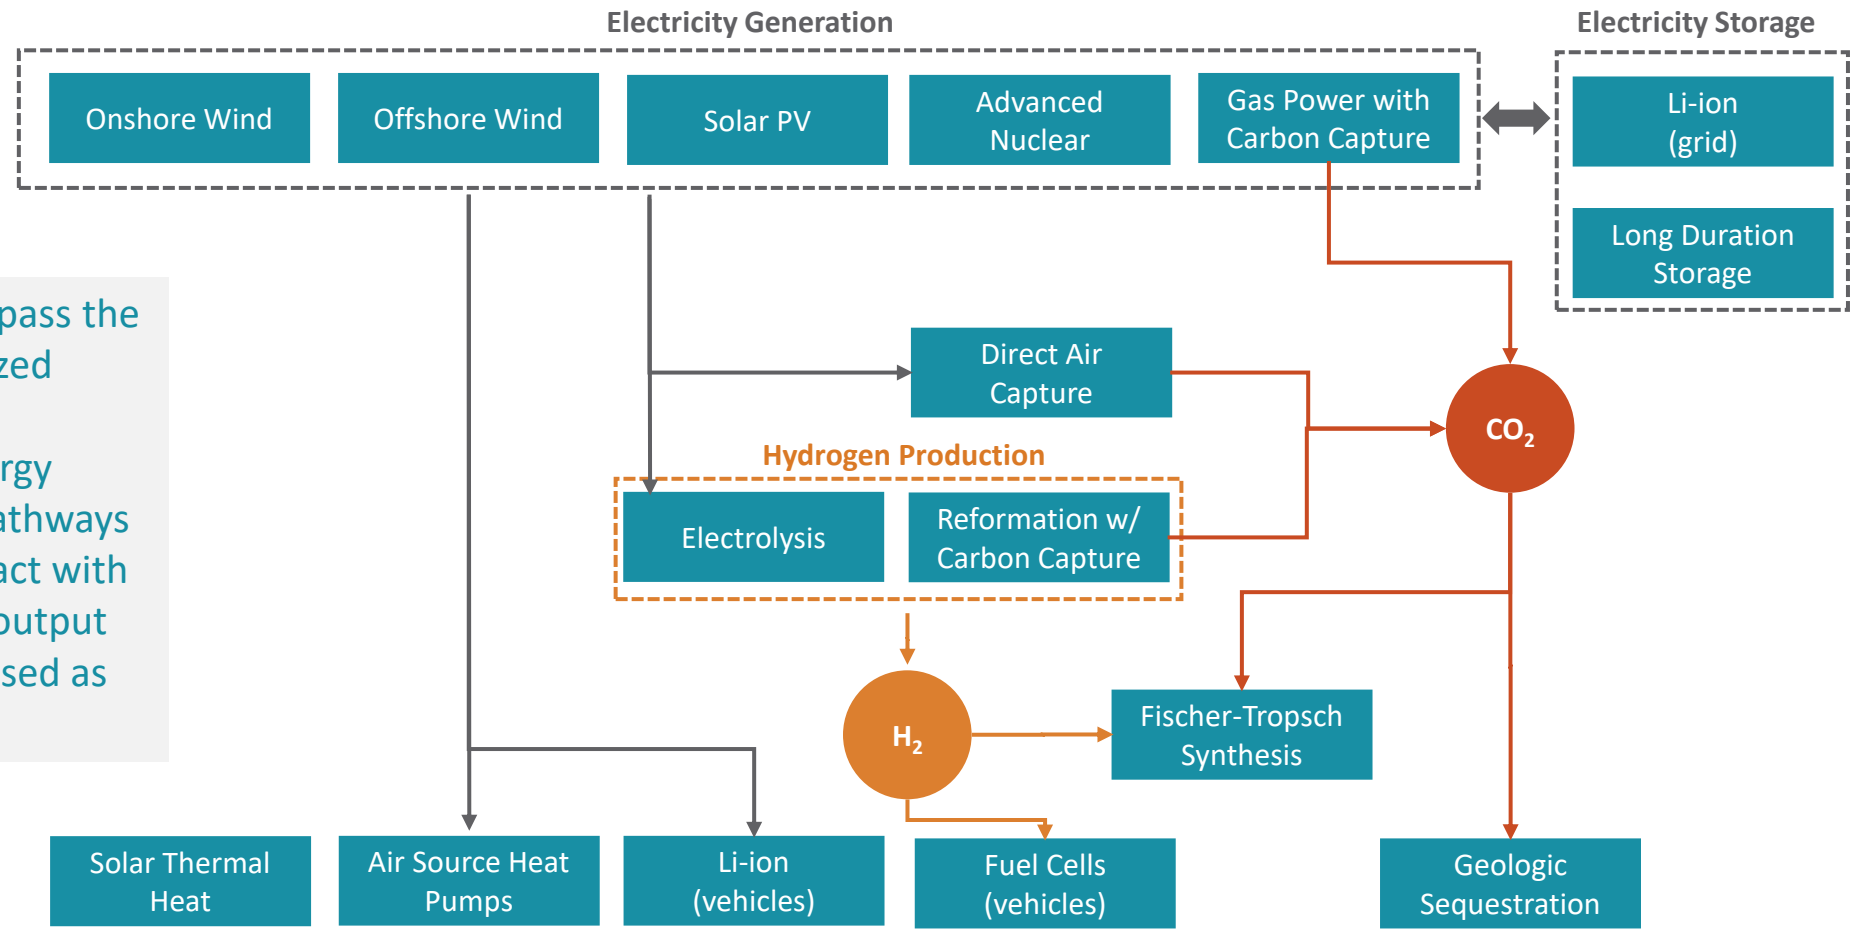 Electricity Generation
Electricity Storage
Onshore Wind
Offshore Wind
Solar PV
Advanced
Nuclear
Gas Power with
Carbon Capture
Li-ion
(grid)
Long Duration
Storage
pass the
zed
rgy
athways
act with
output
sed as
Direct Air
Capture
CO₂
Hydrogen Production
Electrolysis
Reformation w/
Carbon Capture
H₂
Fischer-Tropsch
Synthesis
Solar Thermal
Heat
Air Source Heat
Pumps
Li-ion
(vehicles)
Fuel Cells
(vehicles)
Geologic
Sequestration